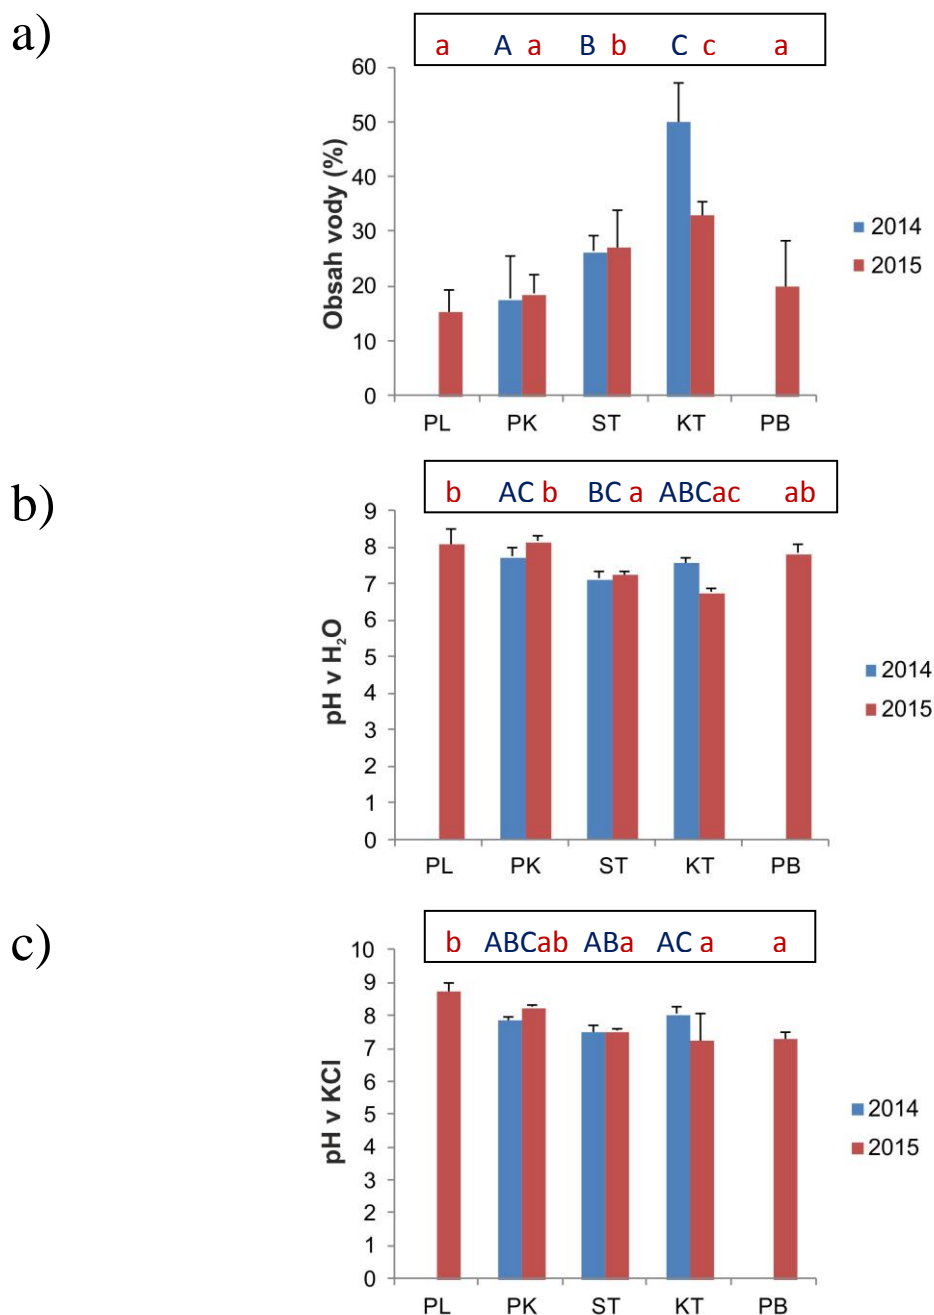 a)
a A a B b C c a
60
50
40
30
20
10
0
Obsah vody (%)
2014
2015
PL PK ST KT PB
b)
b AC b BC a ABCac ab
9
8
7
6
5
4
3
2
1
0
pH v H₂O
2014
2015
PL PK ST KT PB
c)
b ABCab ABa AC a a
10
9
8
7
6
5
4
3
2
1
0
pH v KCl
2014
2015
PL PK ST KT PB